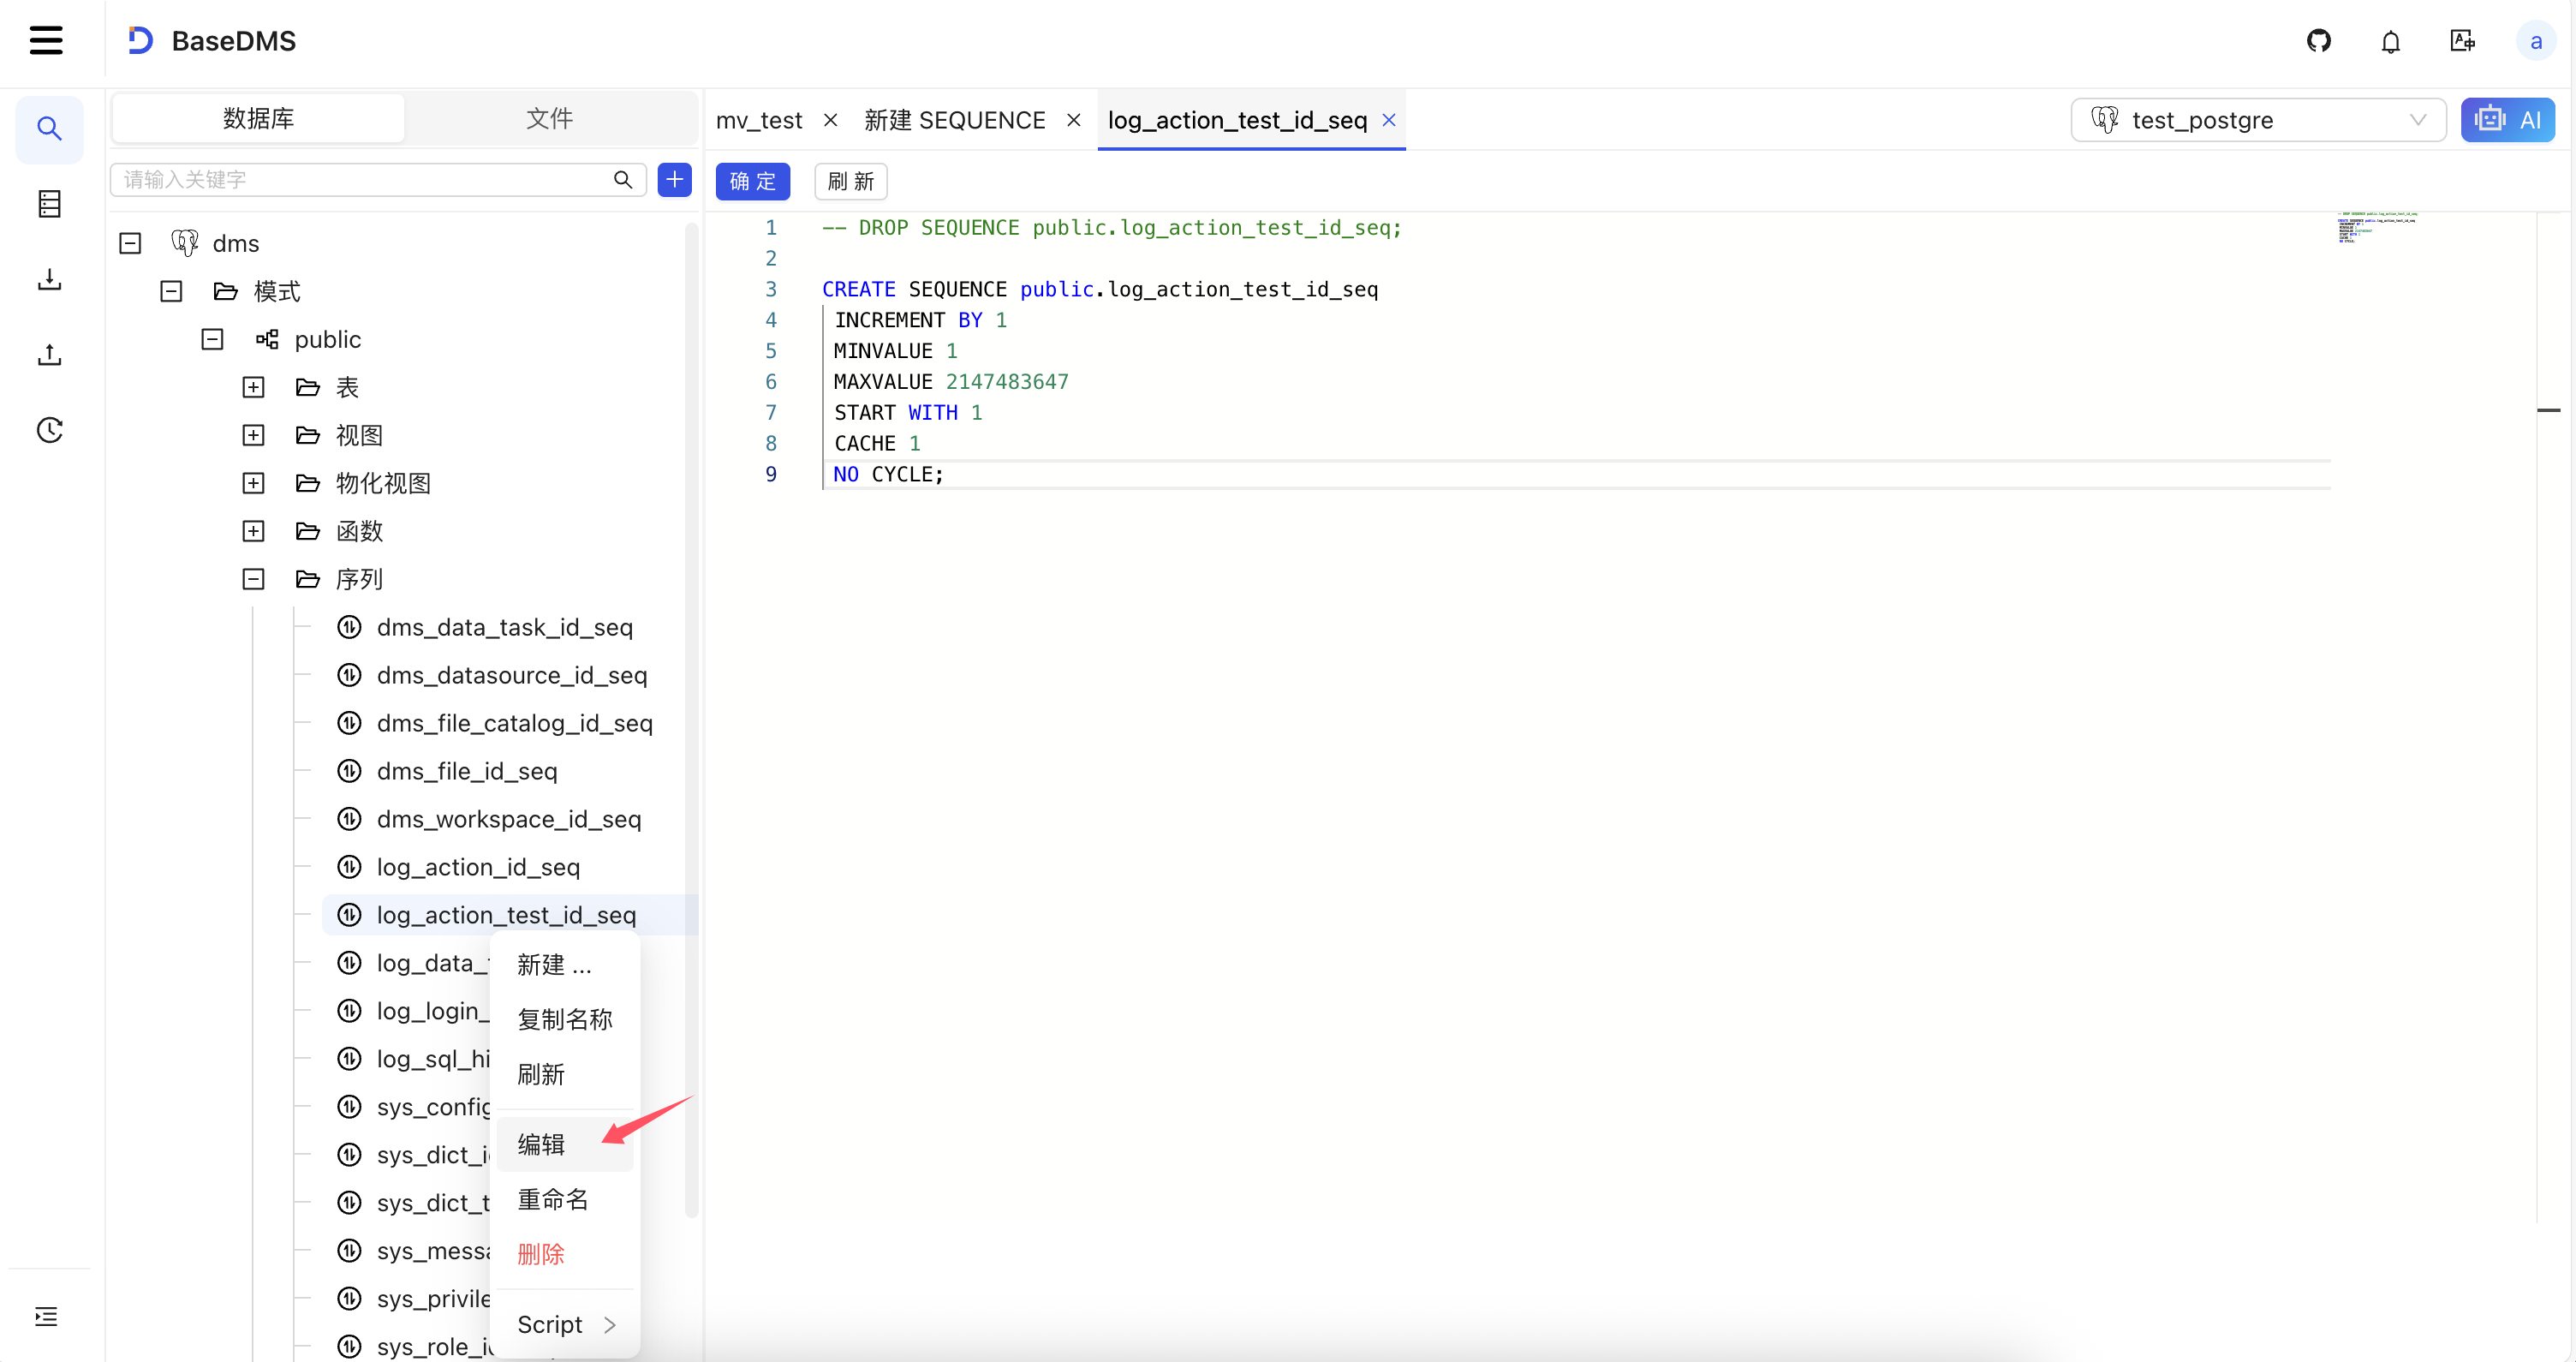 BaseDMS
a
数据库
文件
mv_test
新建 SEQUENCE
log_action_test_id_seq
test_postgre
AI
请输入关键字
确 定
刷 新
dms
模式
public
表
视图
物化视图
函数
序列
dms_data_task_id_seq
dms_datasource_id_seq
dms_file_catalog_id_seq
dms_file_id_seq
dms_workspace_id_seq
log_action_id_seq
log_action_test_id_seq
log_data_
log_login_
log_sql_hi
sys_config
sys_dict_i
sys_dict_t
sys_messa
sys_privile
sys_role_i
新建 ...
复制名称
刷新
编辑
重命名
删除
Script
1 -- DROP SEQUENCE public.log_action_test_id_seq;
2
3 CREATE SEQUENCE public.log_action_test_id_seq
4 INCREMENT BY 1
5 MINVALUE 1
6 MAXVALUE 2147483647
7 START WITH 1
8 CACHE 1
9 NO CYCLE;